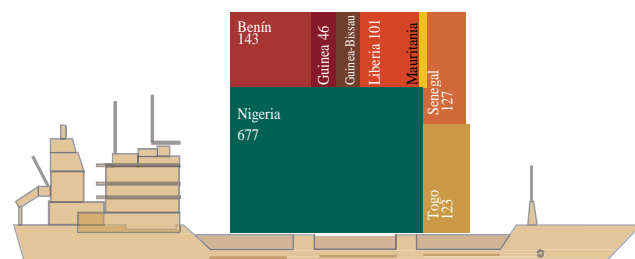 Benín
143
Guinea 46
Guinea-Bissau
Liberia 101
Mauritania
Senegal
127
Nigeria
677
Togo
123